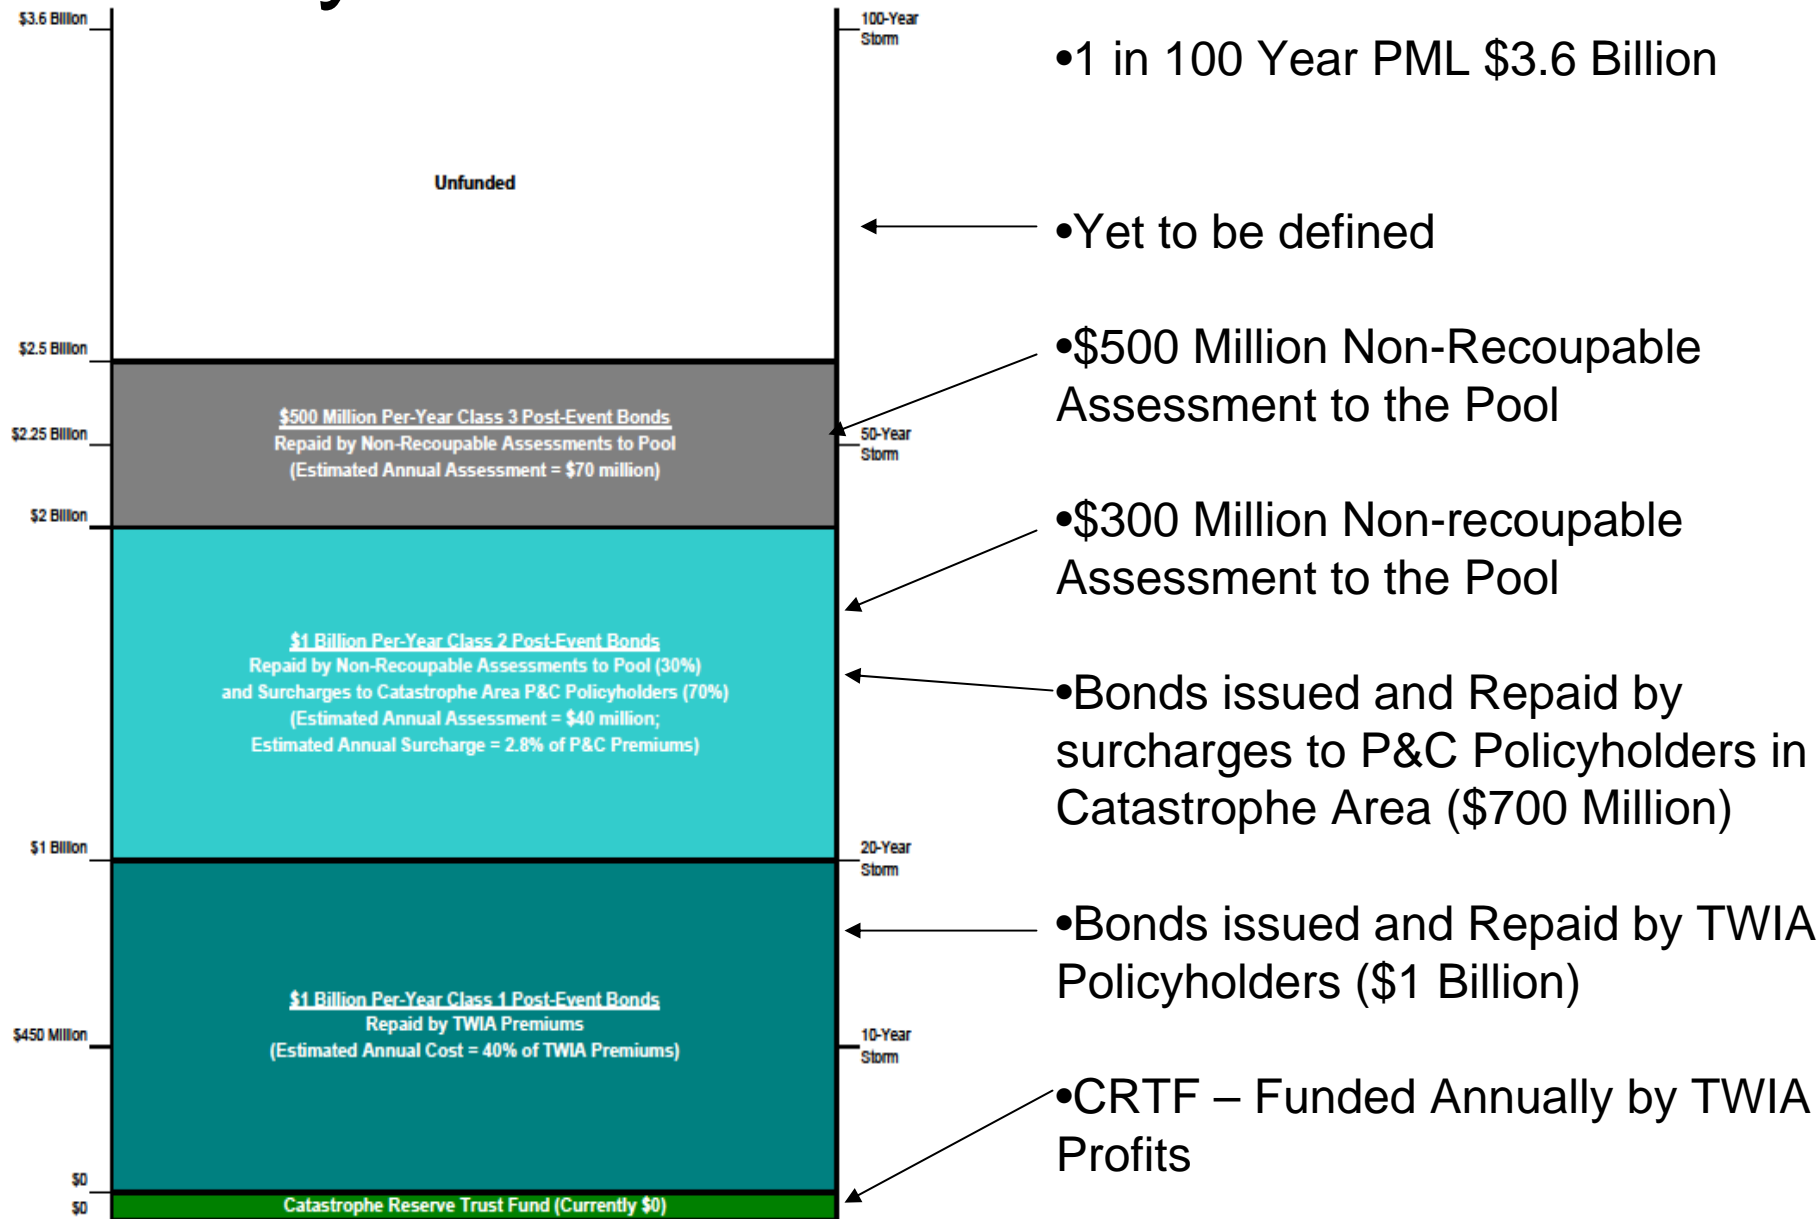 $3.6 Billion
100-Year
Storm
•1 in 100 Year PML $3.6 Billion
Unfunded
•Yet to be defined
$2.5 Billion
•$500 Million Non-Recoupable
Assessment to the Pool
$500 Million Per-Year Class 3 Post-Event Bonds
Repaid by Non-Recoupable Assessments to Pool
(Estimated Annual Assessment = $70 million)
$2.25 Billion
50-Year
Storm
$2 Billion
•$300 Million Non-recoupable
Assessment to the Pool
$1 Billion Per-Year Class 2 Post-Event Bonds
Repaid by Non-Recoupable Assessments to Pool (30%)
and Surcharges to Catastrophe Area P&C Policyholders (70%)
(Estimated Annual Assessment = $40 million;
Estimated Annual Surcharge = 2.8% of P&C Premiums)
•Bonds issued and Repaid by
surcharges to P&C Policyholders in
Catastrophe Area ($700 Million)
$1 Billion
20-Year
Storm
•Bonds issued and Repaid by TWIA
Policyholders ($1 Billion)
$1 Billion Per-Year Class 1 Post-Event Bonds
Repaid by TWIA Premiums
(Estimated Annual Cost = 40% of TWIA Premiums)
$450 Million
10-Year
Storm
•CRTF – Funded Annually by TWIA
Profits
$0
$0
Catastrophe Reserve Trust Fund (Currently $0)